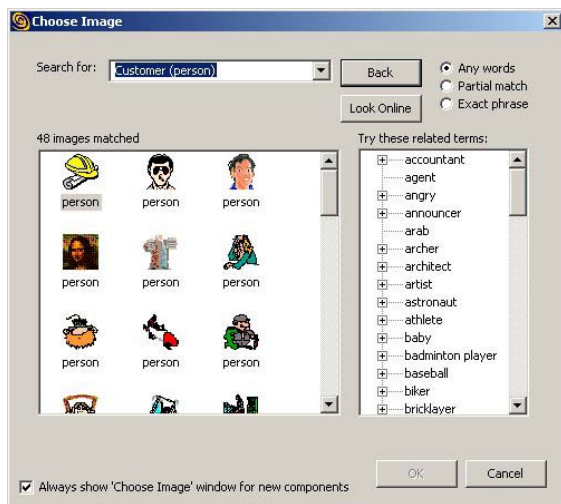 Choose Image
Search for:
Customer (person)
Back
Look Online
Any words
Partial match
Exact phrase
48 images matched
Try these related terms:
person person person
person person person
person person person
accountant
agent
angry
announcer
arab
archer
architect
artist
astronaut
athlete
baby
badminton player
baseball
biker
bricklayer
Always show 'Choose Image' window for new components
OK
Cancel